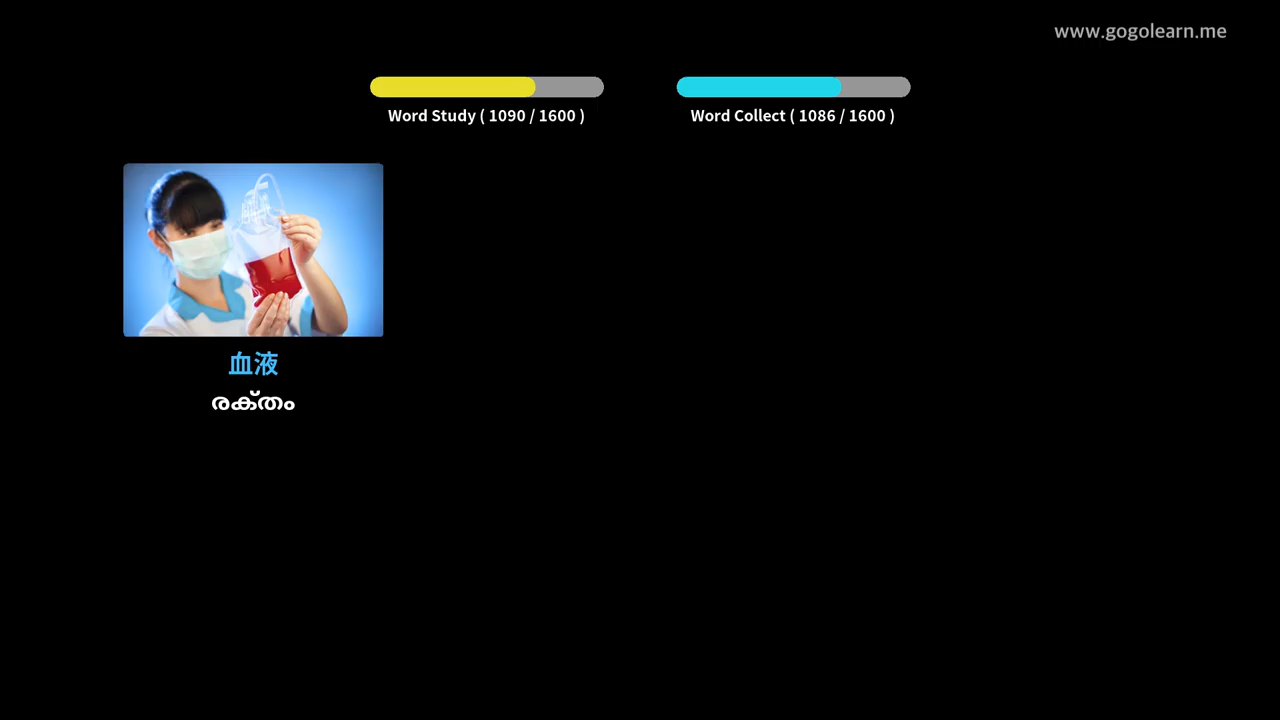 www.gogolearn.me
Word Study ( 1090 / 1600 )
Word Collect ( 1086 / 1600 )
血液
രക്തം